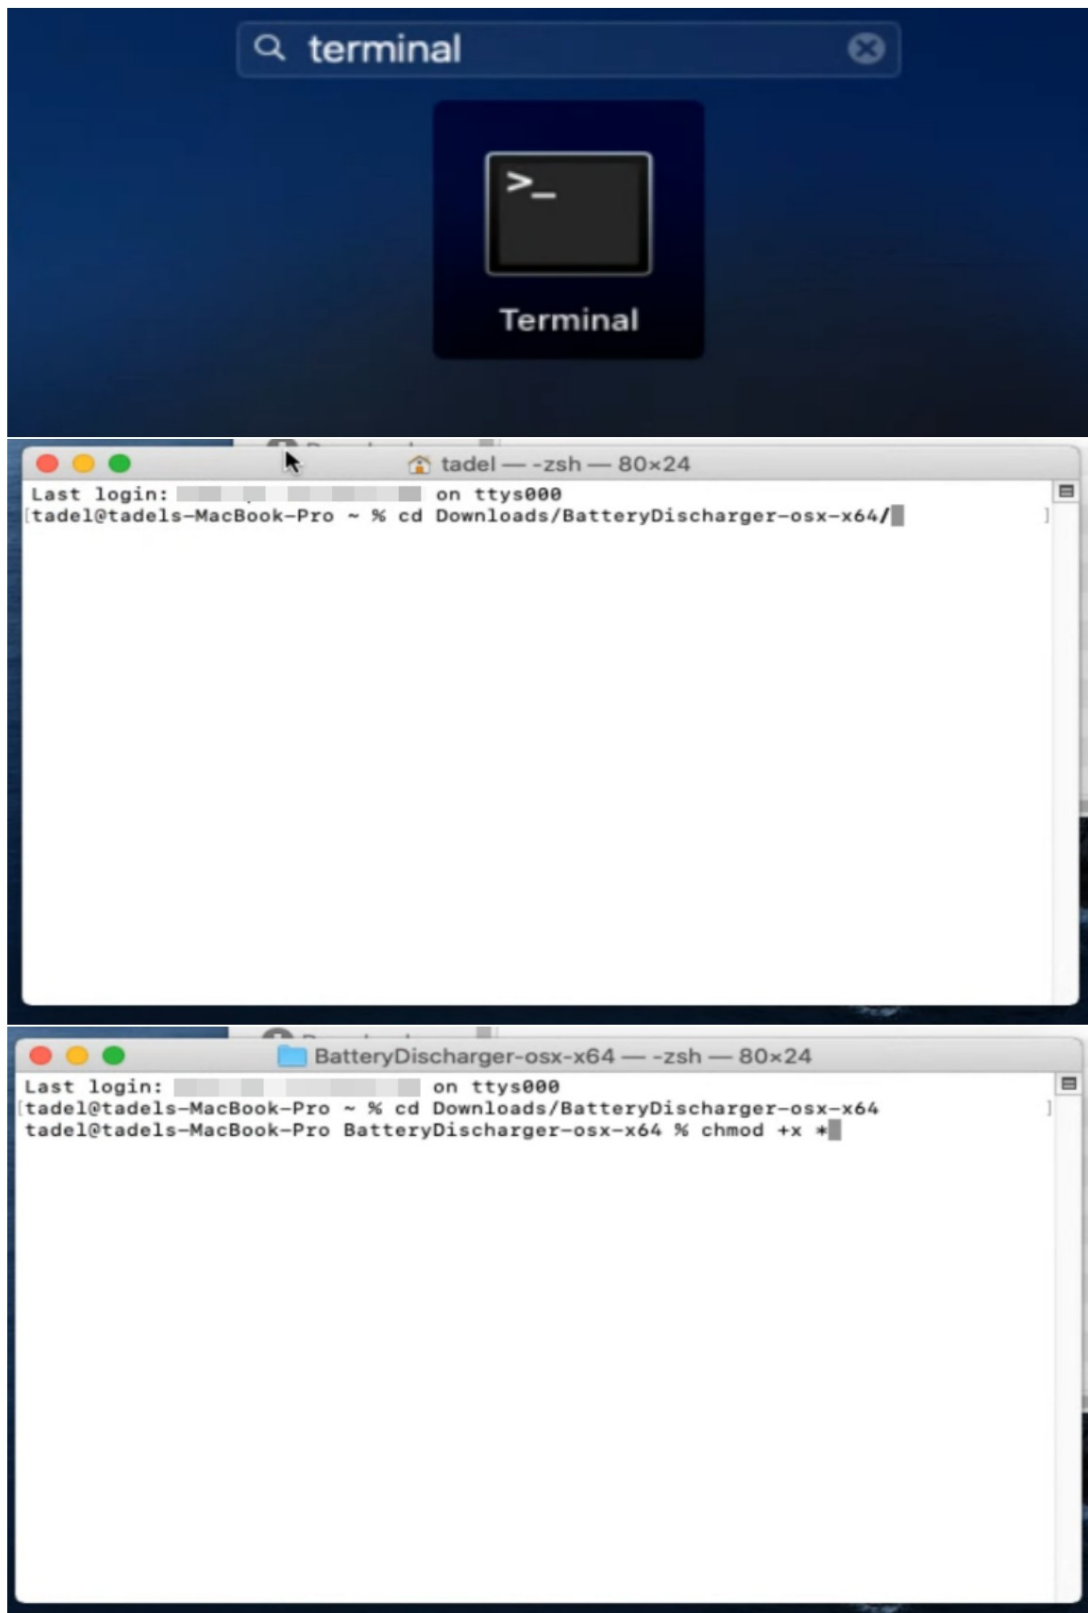 terminal
>_
Terminal
tadel — -zsh — 80×24
Last login: on ttys000
[tadel@tadels-MacBook-Pro ~ % cd Downloads/BatteryDischarger-osx-x64/ ]
BatteryDischarger-osx-x64 — -zsh — 80×24
Last login: on ttys000
[tadel@tadels-MacBook-Pro ~ % cd Downloads/BatteryDischarger-osx-x64 ]
tadel@tadels-MacBook-Pro BatteryDischarger-osx-x64 % chmod +x *